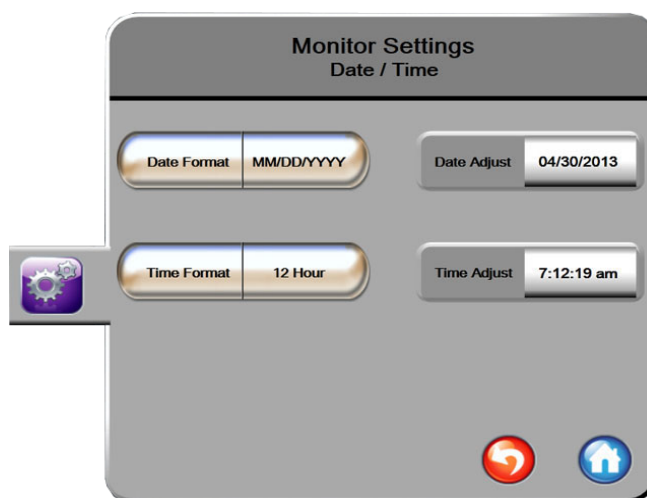 Monitor Settings
Date / Time
Date Format MM/DD/YYYY Date Adjust 04/30/2013
Time Format 12 Hour Time Adjust 7:12:19 am